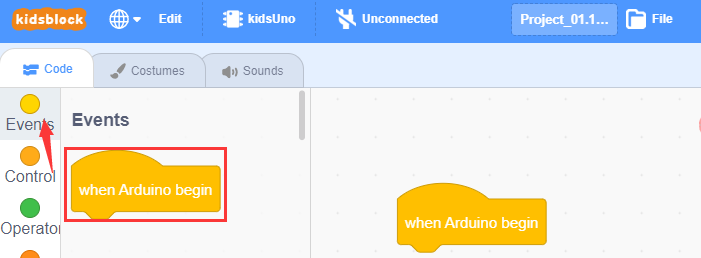 kidsblock
Edit
kidsUno
Unconnected
Project_01.1...
File
Code
Costumes
Sounds
Events
Control
Operator
Events
when Arduino begin
when Arduino begin